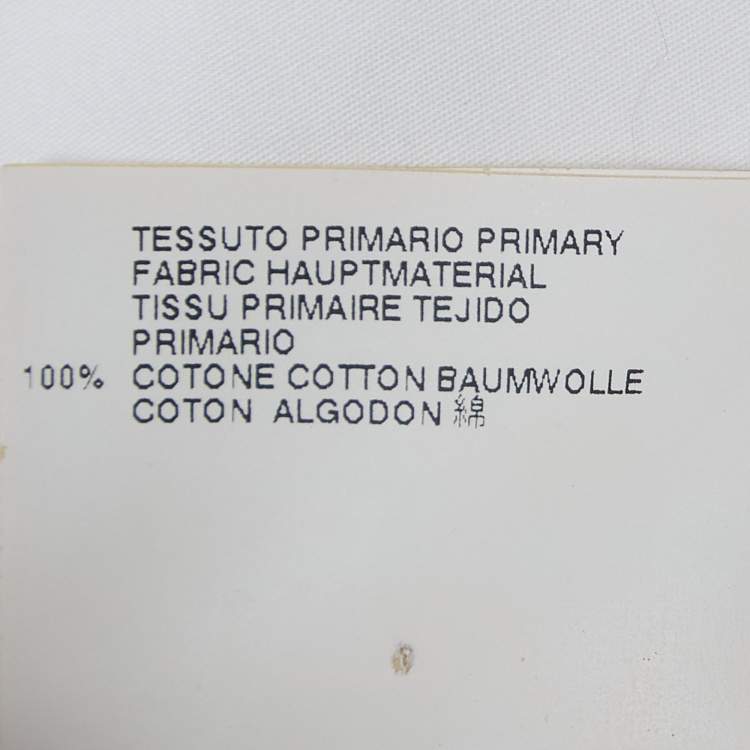 TESSUTO PRIMARIO PRIMARY
FABRIC HAUPTMATERIAL
TISSU PRIMAIRE TEJIDO
PRIMARIO
100% COTONE COTTON BAUMWOLLE
COTON ALGODON 綿